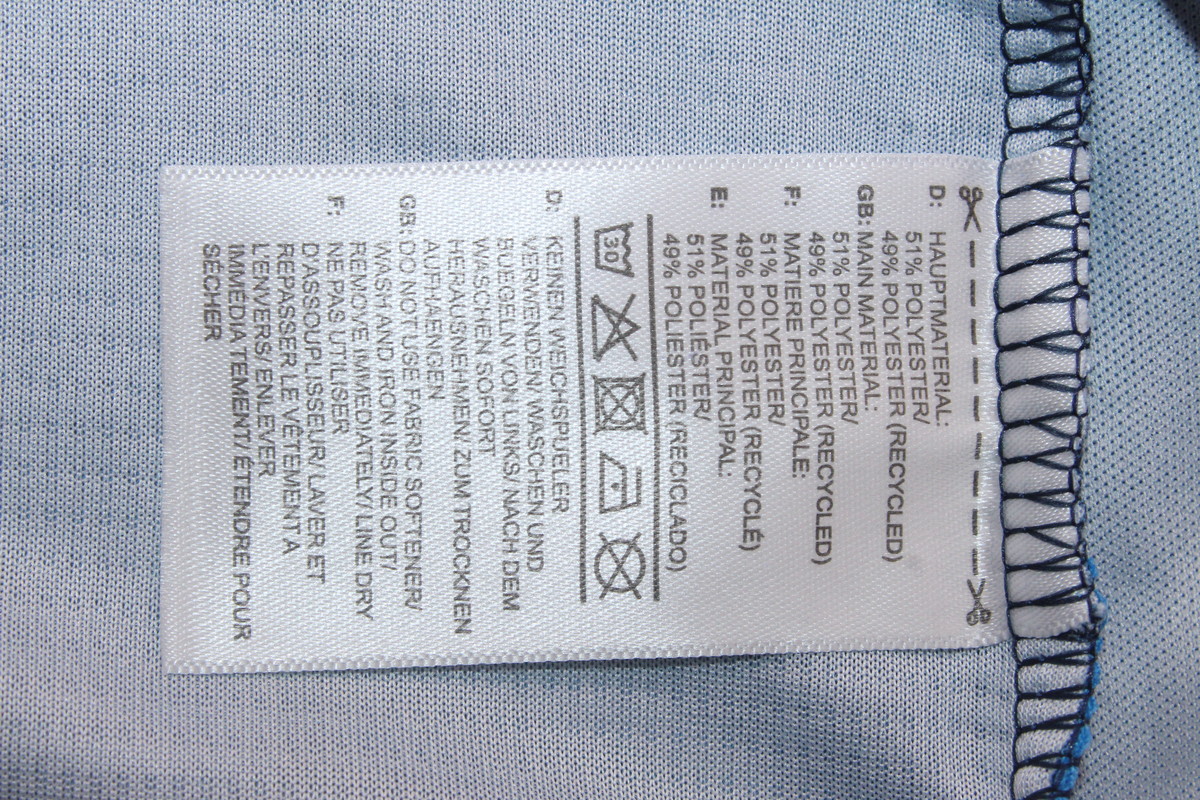 D: HAUPTMATERIAL:
51% POLYESTER/
49% POLYESTER (RECYCLED)
GB: MAIN MATERIAL:
51% POLYESTER/
49% POLYESTER (RECYCLED)
F: MATIERE PRINCIPALE:
51% POLYESTER/
49% POLYESTER (RECYCLÉ)
E: MATERIAL PRINCIPAL:
51% POLIÉSTER/
49% POLIÉSTER (RECICLADO)
30
D: KEINEN WEICHSPUELER
VERWENDEN/ WASCHEN UND
BUEGELN VON LINKS/ NACH DEM
WASCHEN SOFORT
HERAUSNEHMEN/ ZUM TROCKNEN
AUFHAENGEN
GB: DO NOT USE FABRIC SOFTENER/
WASH AND IRON INSIDE OUT/
REMOVE IMMEDIATELY/ LINE DRY
F: NE PAS UTILISER
D'ASSOUPLISSEUR/ LAVER ET
REPASSER LE VÊTEMENT A
L'ENVERS/ ENLEVER
IMMÉDIATEMENT/ ÉTENDRE POUR
SÉCHER